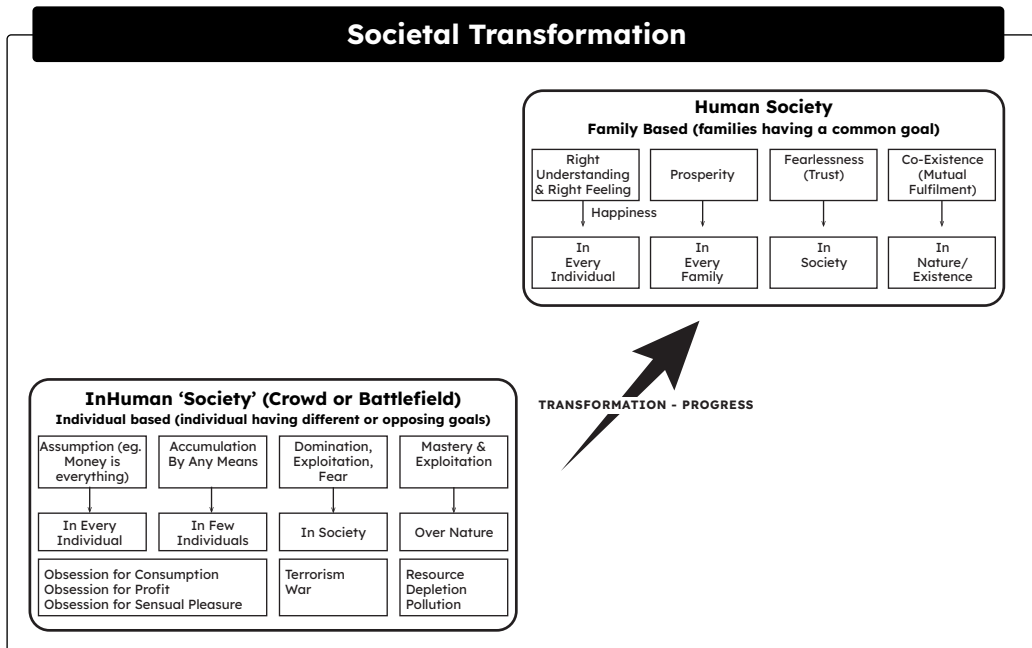 Societal Transformation
Human Society
Family Based (families having a common goal)
Right
Understanding
& Right Feeling
Prosperity
Fearlessness
(Trust)
Co-Existence
(Mutual
Fulfilment)
Happiness
In
Every
Individual
In
Every
Family
In
Society
In
Nature/
Existence
TRANSFORMATION - PROGRESS
InHuman ‘Society’ (Crowd or Battlefield)
Individual based (individual having different or opposing goals)
Assumption (eg.
Money is
everything)
Accumulation
By Any Means
Domination,
Exploitation,
Fear
Mastery &
Exploitation
In Every
Individual
In Few
Individuals
In Society
Over Nature
Obsession for Consumption
Obsession for Profit
Obsession for Sensual Pleasure
Terrorism
War
Resource
Depletion
Pollution